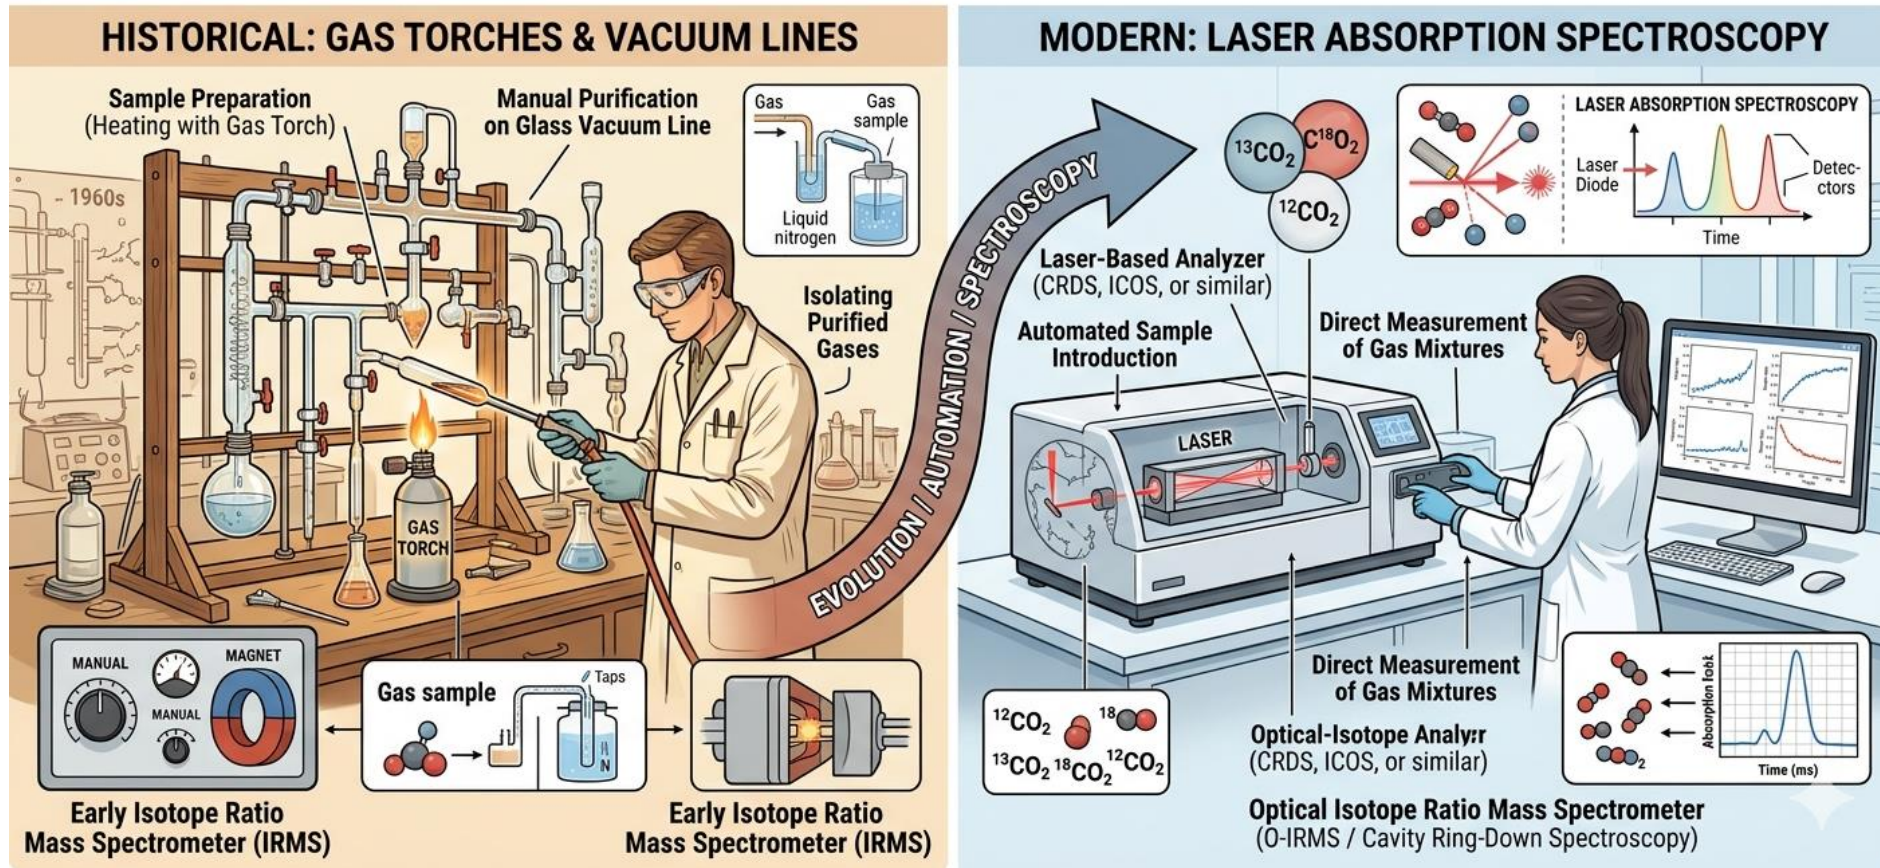 HISTORICAL: GAS TORCHES & VACUUM LINES
Sample Preparation
(Heating with Gas Torch)
Manual Purification
on Glass Vacuum Line
Gas
Gas
sample
Liquid
nitrogen
1960s
Isolating
Purified
Gases
GAS
TORCH
MANUAL
MAGNET
MANUAL
Early Isotope Ratio
Mass Spectrometer (IRMS)
Gas sample
Taps
N
Early Isotope Ratio
Mass Spectrometer (IRMS)
EVOLUTION / AUTOMATION / SPECTROSCOPY
MODERN: LASER ABSORPTION SPECTROSCOPY
¹³CO₂
C¹⁸O₂
¹²CO₂
LASER ABSORPTION SPECTROSCOPY
Laser
Diode
Detec-
ctors
Time
Laser-Based Analyzer
(CRDS, ICOS, or similar)
Automated Sample
Introduction
Direct Measurement
of Gas Mixtures
LASER
¹²CO₂
¹⁸
¹³CO₂ ¹⁸CO₂ ¹²CO₂
Direct Measurement
of Gas Mixtures
Optical-Isotope Analyɪr
(CRDS, ICOS, or similar)
Optical Isotope Ratio Mass Spectrometer
(O-IRMS / Cavity Ring-Down Spectroscopy)
2
Absorption
Time (ms)